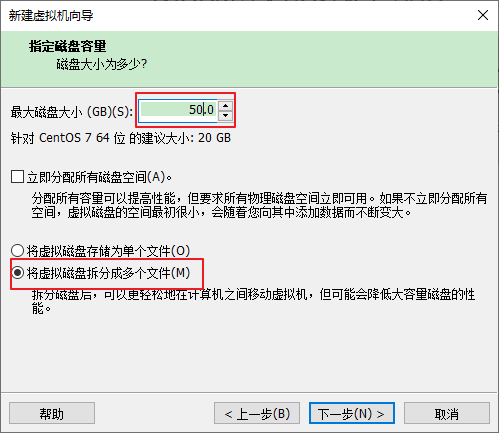 新建虚拟机向导
指定磁盘容量
磁盘大小为多少?
最大磁盘大小 (GB)(S): 50.0
针对 CentOS 7 64 位 的建议大小: 20 GB
立即分配所有磁盘空间(A)。
分配所有容量可以提高性能，但要求所有物理磁盘空间立即可用。如果不立即分配所有
空间，虚拟磁盘的空间最初很小，会随着您向其中添加数据而不断变大。
将虚拟磁盘存储为单个文件(O)
将虚拟磁盘拆分成多个文件(M)
拆分磁盘后，可以更轻松地在计算机之间移动虚拟机，但可能会降低大容量磁盘的性
能。
帮助 < 上一步(B) 下一步(N) > 取消